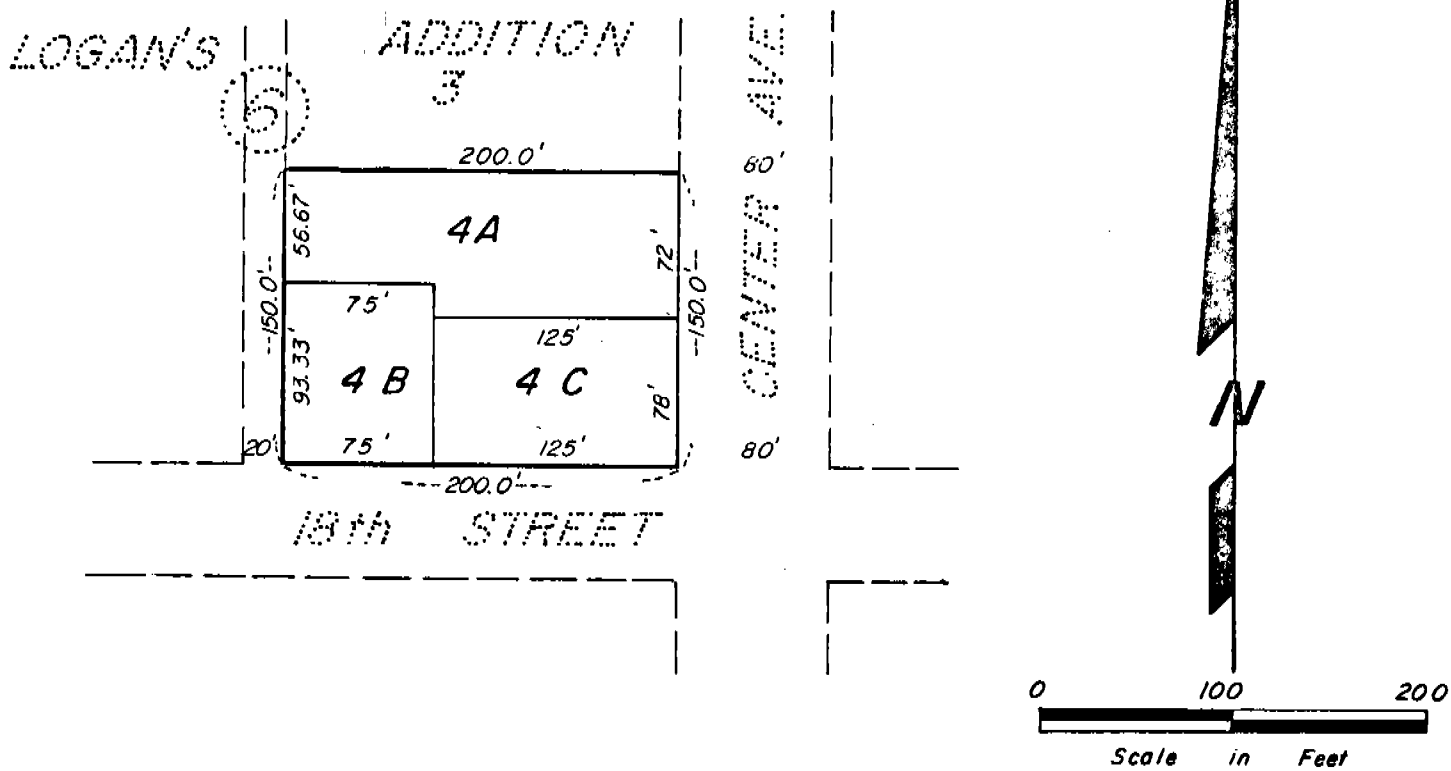 LOGAN'S ADDITION
3
6
CENTER AVE.
200.0'
80'
56.67'
4A
72'
--150.0'--
--150.0'--
75'
125'
93.33'
4 B
4 C
78'
20'
75'
125'
80'
---200.0'---
18th STREET
N
0 100 200
Scale in Feet